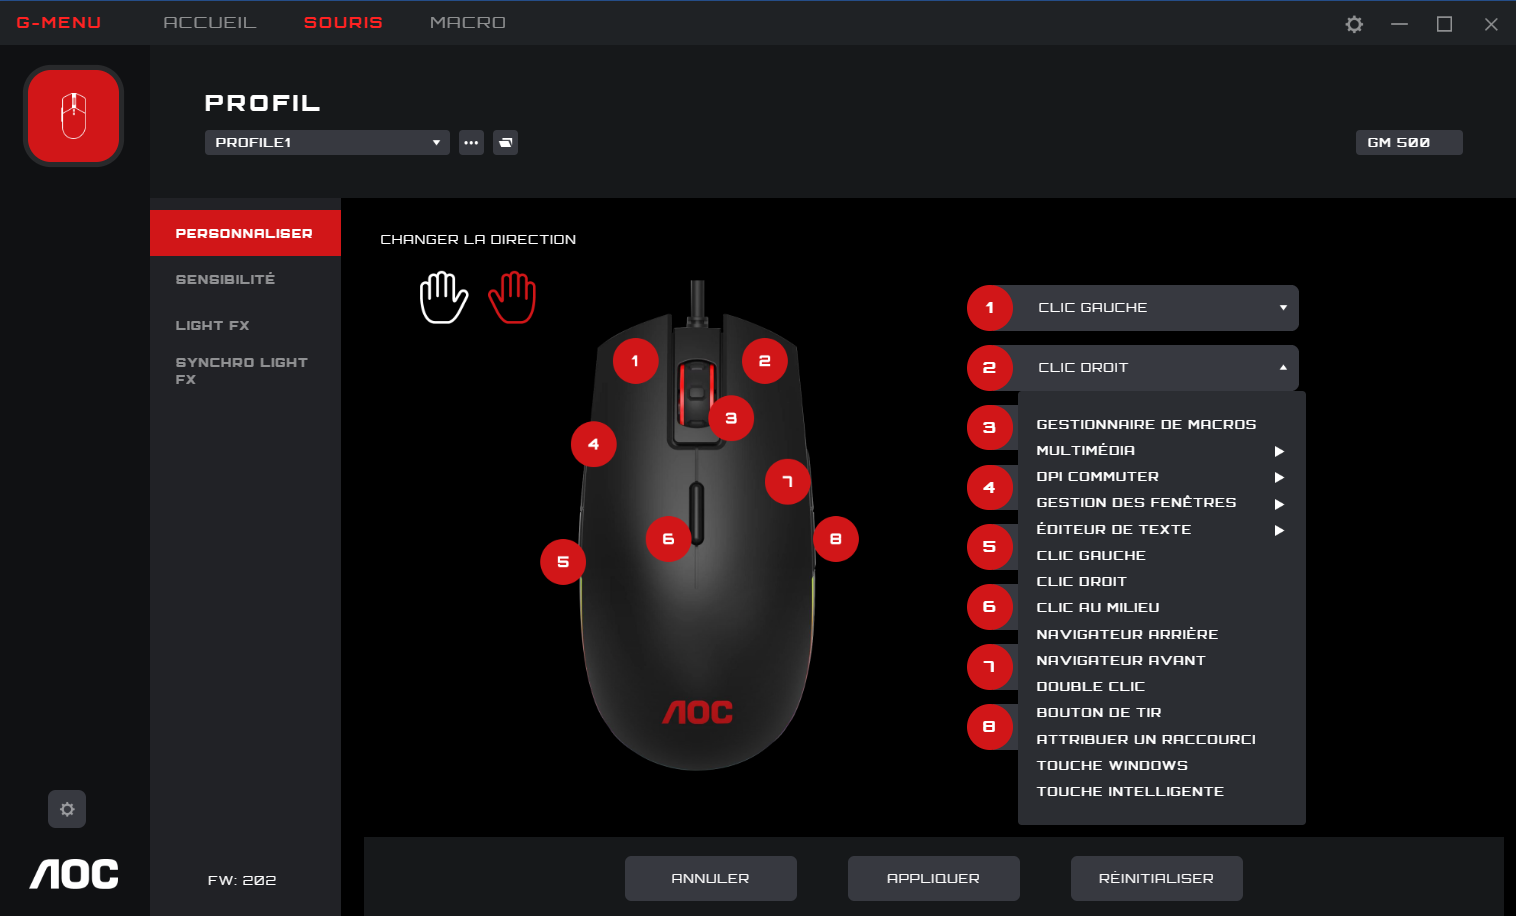 G-MENU ACCUEIL SOURIS MACRO
PROFIL
PROFILE1
GM 500
PERSONNALISER
SENSIBILITÉ
LIGHT FX
SYNCHRO LIGHT
FX
FW: 202
AOC
CHANGER LA DIRECTION
1
2
3
4
7
6
8
5
AOC
1 CLIC GAUCHE
2 CLIC DROIT
3
4
5
6
7
8
GESTIONNAIRE DE MACROS
MULTIMÉDIA
DPI COMMUTER
GESTION DES FENÊTRES
ÉDITEUR DE TEXTE
CLIC GAUCHE
CLIC DROIT
CLIC AU MILIEU
NAVIGATEUR ARRIÈRE
NAVIGATEUR AVANT
DOUBLE CLIC
BOUTON DE TIR
ATTRIBUER UN RACCOURCI
TOUCHE WINDOWS
TOUCHE INTELLIGENTE
ANNULER APPLIQUER RÉINITIALISER